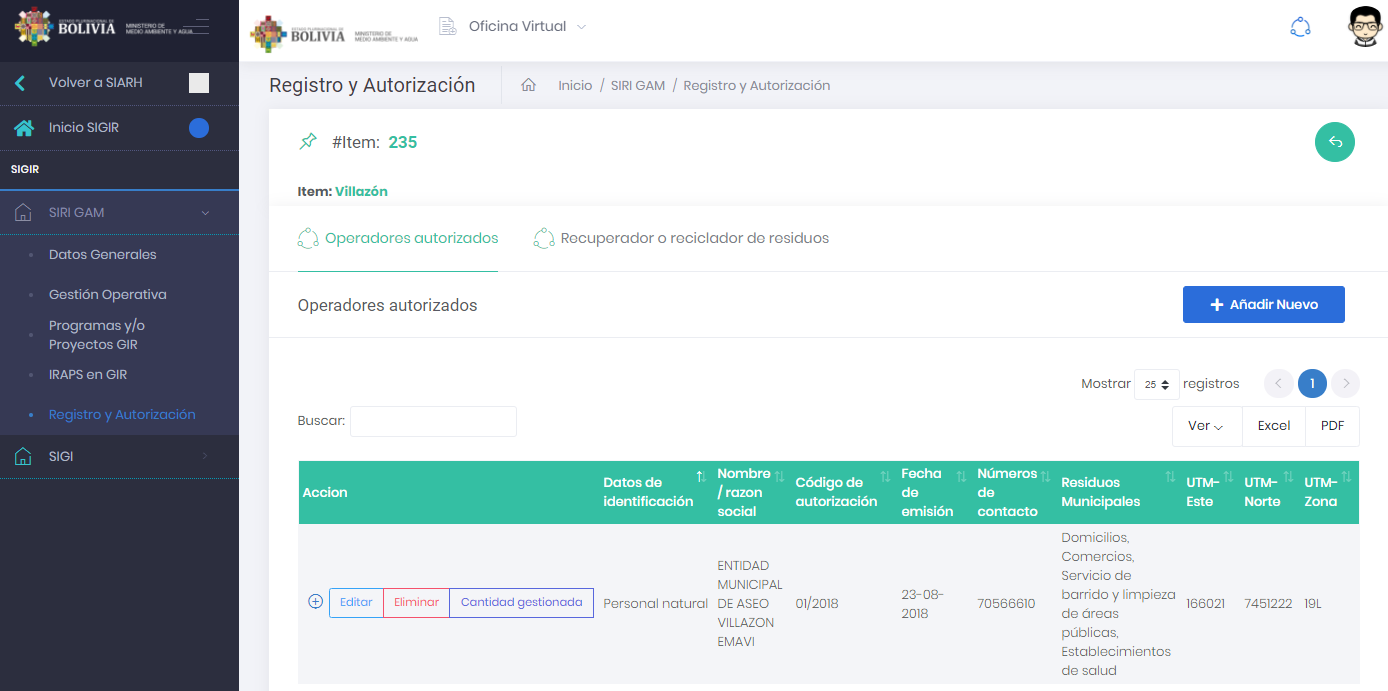 ESTADO PLURINACIONAL DE
BOLIVIA
MINISTERIO DE
MEDIO AMBIENTE Y AGUA
ESTADO PLURINACIONAL DE
BOLIVIA
MINISTERIO DE
MEDIO AMBIENTE Y AGUA
Oficina Virtual
Volver a SIARH
Inicio SIGIR
SIGIR
SIRI GAM
Datos Generales
Gestión Operativa
Programas y/o
Proyectos GIR
IRAPS en GIR
Registro y Autorización
SIGI
Registro y Autorización
Inicio / SIRI GAM / Registro y Autorización
#Item: 235
Item: Villazón
Operadores autorizados
Recuperador o reciclador de residuos
Operadores autorizados
Añadir Nuevo
Mostrar 25 registros
1
Buscar:
Ver
Excel
PDF
Accion
Datos de
identificación
Nombre
/ razon
social
Código de
autorización
Fecha
de
emisión
Números
de
contacto
Residuos
Municipales
UTM-
Este
UTM-
Norte
UTM-
Zona
Editar
Eliminar
Cantidad gestionada
Personal natural
ENTIDAD
MUNICIPAL
DE ASEO
VILLAZON
EMAVI
01/2018
23-08-
2018
70566610
Domicilios,
Comercios,
Servicio de
barrido y limpieza
de áreas
públicas,
Establecimientos
de salud
166021
7451222
19L